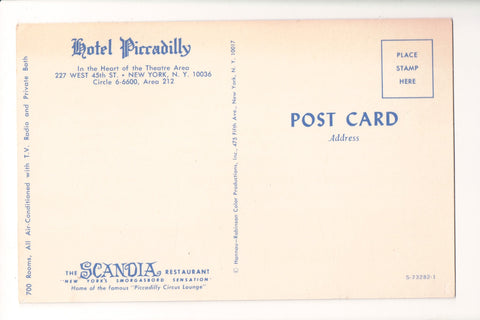 Hotel Piccadilly
In the Heart of the Theatre Area
227 WEST 45th ST. • NEW YORK, N. Y. 10036
Circle 6-6600, Area 212
700 Rooms, All Air-Conditioned with T.V. Radio and Private Bath
THE SCANDIA RESTAURANT
"NEW YORK'S SMORGASBORD SENSATION"
Home of the famous "Piccadilly Circus Lounge"
© Hannau-Robinson Color Productions, Inc., 475 Fifth Ave., New York, N. Y. 10017
PLACE
STAMP
HERE
POST CARD
Address
S-73282-1